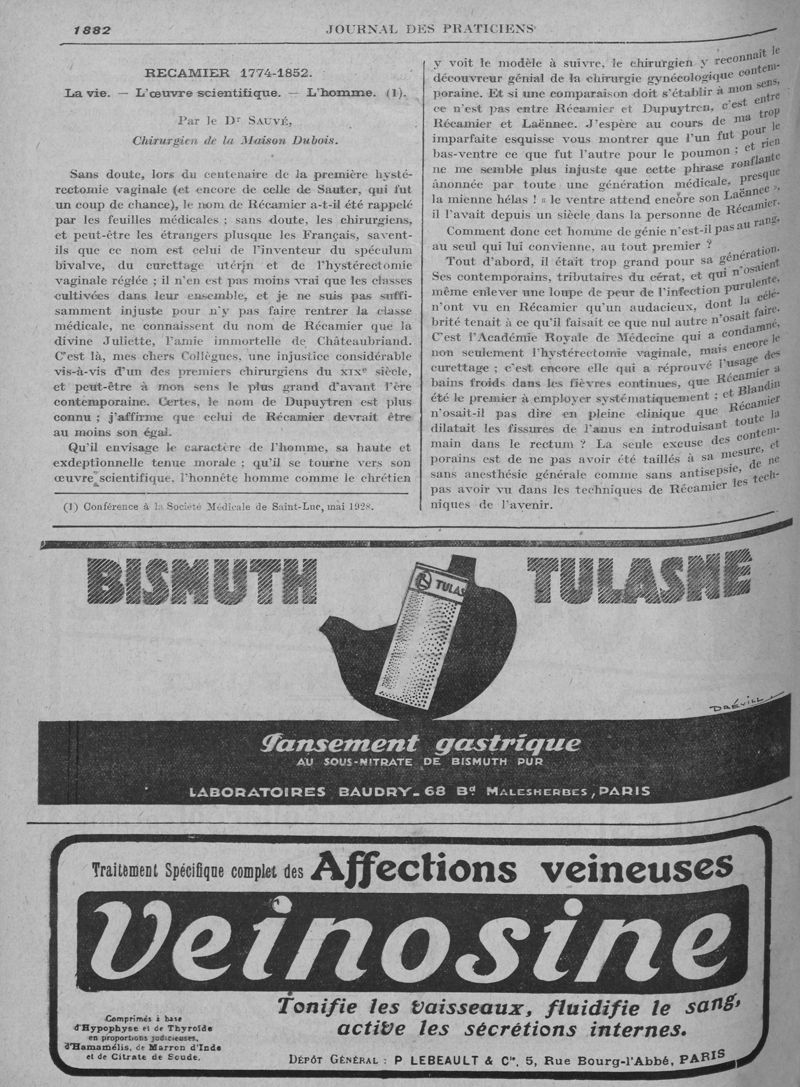 1882
JOURNAL DES PRATICIENS
RECAMIER 1774-1852.
La vie. — L'œuvre scientifique. — L'homme. (1).
Par le Dr SAUVÉ,
Chirurgien de la Maison Dubois.
Sans doute, lors du centenaire de la première hysté-
rectomie vaginale (et encore de celle de Sauter, qui fut
un coup de chance), le nom de Récamier a-t-il été rappelé
par les feuilles médicales ; sans doute, les chirurgiens,
et peut-être les étrangers plusque les Français, savent-
ils que ce nom est celui de l'inventeur du spéculum
bivalve, du curettage utérjn et de l'hystérectomie
vaginale réglée ; il n'en est pas moins vrai que les classes
cultivées dans leur ensemble, et je ne suis pas suffi-
samment injuste pour n'y pas faire rentrer la classe
médicale, ne connaissent du nom de Récamier que la
divine Juliette, l'amie immortelle de Châteaubriand.
C'est là, mes chers Collègues, une injustice considérable
vis-à-vis d'un des premiers chirurgiens du XIXe siècle,
et peut-être à mon sens le plus grand d'avant l'ère
contemporaine. Certes, le nom de Dupuytren est plus
connu ; j'affirme que celui de Récamier devrait être
au moins son égal.
Qu'il envisage le caractère de l'homme, sa haute et
exdeptionnelle tenue morale ; qu'il se tourne vers son
œuvre scientifique, l'honnête homme comme le chrétien
(1) Conférence à la Société Médicale de Saint-Luc, mai 1928.
y voit le modèle à suivre, le chirurgien y reconnaît le
découvreur génial de la chirurgie gynécologique contem-
poraine. Et si une comparaison doit s'établir à mon sens,
ce n'est pas entre Récamier et Dupuytren, c'est entre
Récamier et Laënnec. J'espère au cours de ma trop
imparfaite esquisse vous montrer que l'un fut pour le
bas-ventre ce que fut l'autre pour le poumon ; et rien
ne me semble plus injuste que cette phrase ronflante
ânonnée par toute une génération médicale, presque
la mienne hélas ! « le ventre attend encore son Laënnec »,
il l'avait depuis un siècle dans la personne de Récamier.
Comment donc cet homme de génie n'est-il pas au rang,
au seul qui lui convienne, au tout premier ?
Tout d'abord, il était trop grand pour sa génération.
Ses contemporains, tributaires du cérat, et qui n'osaient
même enlever une loupe de peur de l'infection purulente,
n'ont vu en Récamier qu'un audacieux, dont la célé-
brité tenait à ce qu'il faisait ce que nul autre n'osait faire.
C'est l'Académie Royale de Médecine qui a condamné,
non seulement l'hystérectomie vaginale, mais encore le
curettage ; c'est encore elle qui a réprouvé l'usage des
bains froids dans les fièvres continues, que Récamier a
été le premier à employer systématiquement ; et Blandin
n'osait-il pas dire en pleine clinique que Récamier
dilatait les fissures de l'anus en introduisant toute la
main dans le rectum ? La seule excuse des contem-
porains est de ne pas avoir été taillés à sa mesure, et
sans anesthésie générale comme sans antisepsie, de ne
pas avoir vu dans les techniques de Récamier les tech-
niques de l'avenir.
BISMUTH TULASNE
TULAS
DRÉVILL
Pansement gastrique
AU SOUS-NITRATE DE BISMUTH PUR
LABORATOIRES BAUDRY - 68 Bd MALESHERBES, PARIS
Traitement Spécifique complet des Affections veineuses
Veinosine
Comprimés à base
d'Hypophyse et de Thyroïde
en proportions judicieuses,
d'Hamamélis, de Marron d'Inde
et de Citrate de Soude.
Tonifie les Vaisseaux, fluidifie le sang,
active les sécrétions internes.
DÉPÔT GÉNÉRAL : P. LEBEAULT & Cie, 5, Rue Bourg-l'Abbé, PARIS